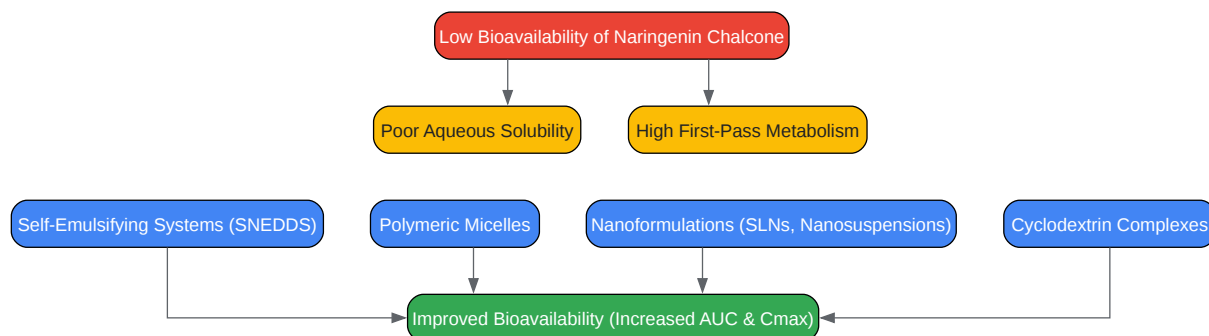 Low Bioavailability of Naringenin Chalcone
Poor Aqueous Solubility
High First-Pass Metabolism
Self-Emulsifying Systems (SNEDDS)
Polymeric Micelles
Nanoformulations (SLNs, Nanosuspensions)
Cyclodextrin Complexes
Improved Bioavailability (Increased AUC & Cmax)